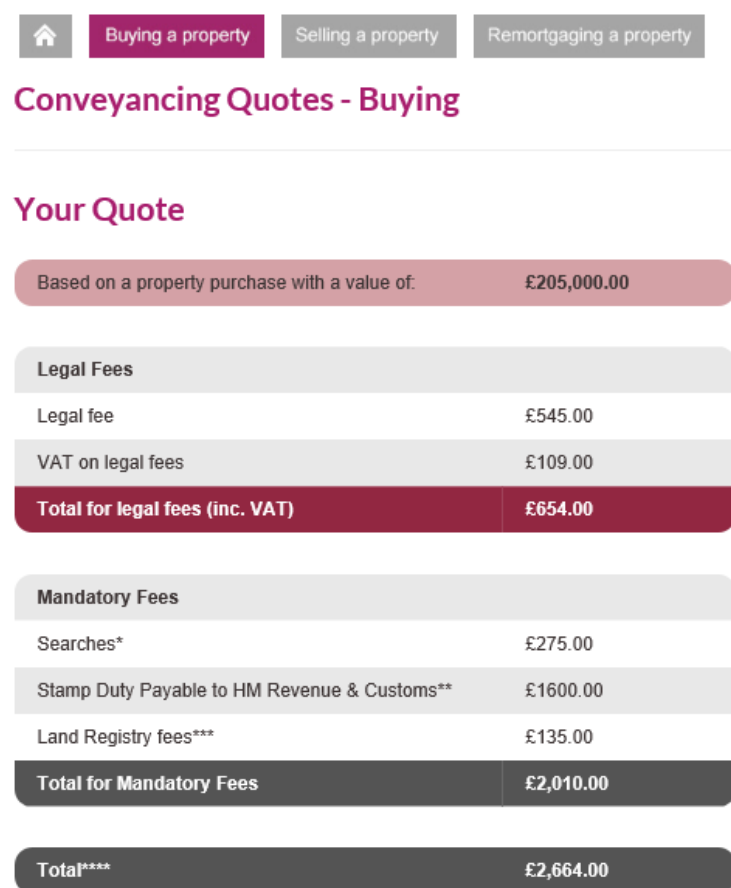 Buying a property Selling a property Remortgaging a property
Conveyancing Quotes - Buying
Your Quote
Based on a property purchase with a value of: £205,000.00
Legal Fees
Legal fee £545.00
VAT on legal fees £109.00
Total for legal fees (inc. VAT) £654.00
Mandatory Fees
Searches* £275.00
Stamp Duty Payable to HM Revenue & Customs** £1600.00
Land Registry fees*** £135.00
Total for Mandatory Fees £2,010.00
Total**** £2,664.00